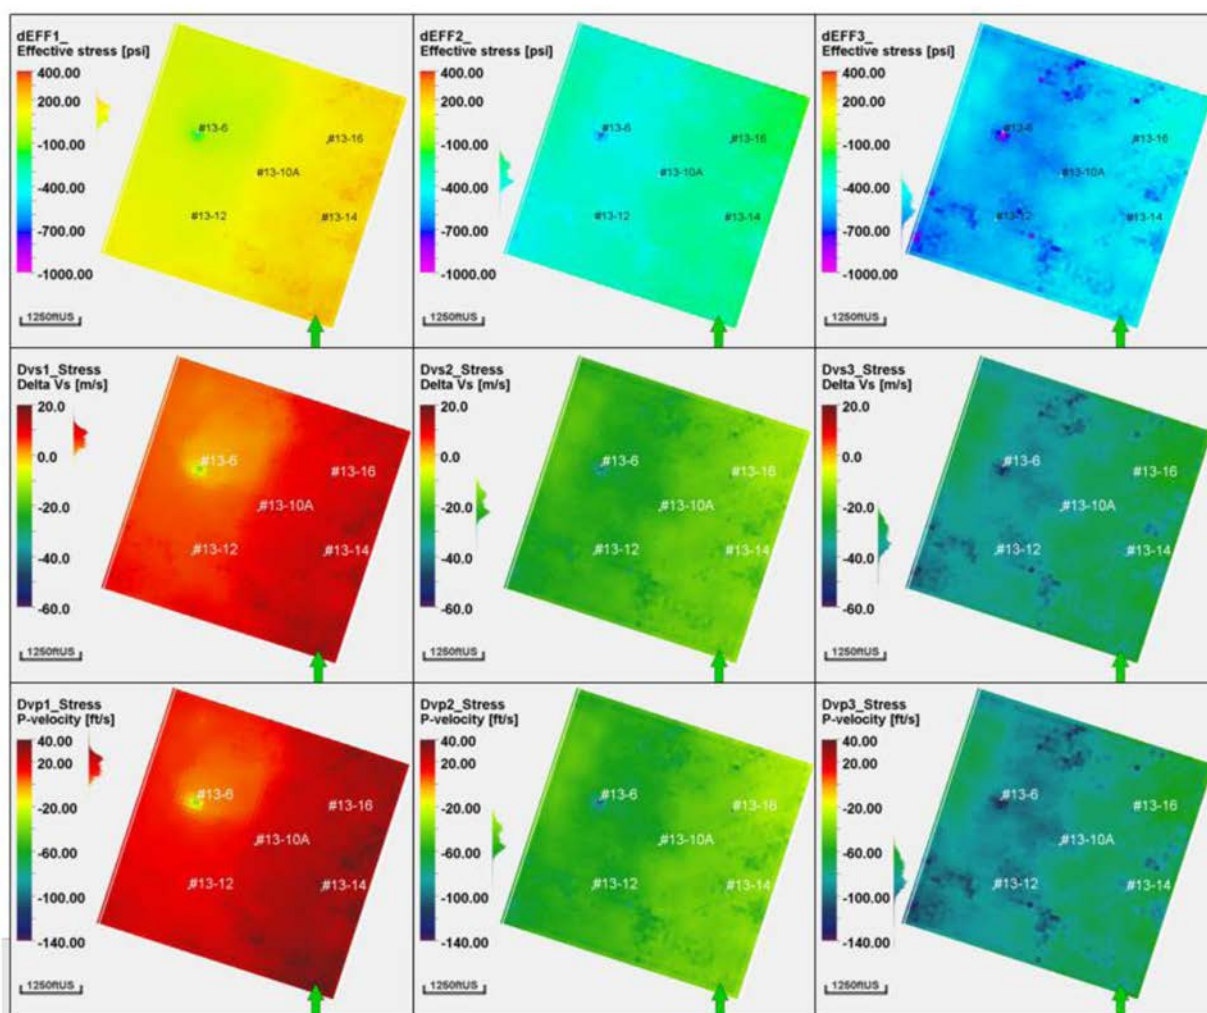 dEFF1_
Effective stress [psi]
400.00
200.00
-100.00
-400.00
-700.00
-1000.00
#13-6
#13-16
#13-10A
#13-12
#13-14
1250ftUS
dEFF2_
Effective stress [psi]
400.00
200.00
-100.00
-400.00
-700.00
-1000.00
#13-6
#13-16
#13-10A
#13-12
#13-14
1250ftUS
dEFF3_
Effective stress [psi]
400.00
200.00
-100.00
-400.00
-700.00
-1000.00
#13-6
#13-16
#13-10A
#13-12
#13-14
1250ftUS
Dvs1_Stress
Delta Vs [m/s]
20.0
0.0
-20.0
-40.0
-60.0
#13-6
#13-16
#13-10A
#13-12
#13-14
1250ftUS
Dvs2_Stress
Delta Vs [m/s]
20.0
0.0
-20.0
-40.0
-60.0
#13-6
#13-16
#13-10A
#13-12
#13-14
1250ftUS
Dvs3_Stress
Delta Vs [m/s]
20.0
0.0
-20.0
-40.0
-60.0
#13-6
#13-16
#13-10A
#13-12
#13-14
1250ftUS
Dvp1_Stress
P-velocity [ft/s]
40.00
20.00
-20.00
-60.00
-100.00
-140.00
#13-6
#13-16
#13-10A
#13-12
#13-14
1250ftUS
Dvp2_Stress
P-velocity [ft/s]
40.00
20.00
-20.00
-60.00
-100.00
-140.00
#13-6
#13-16
#13-10A
#13-12
#13-14
1250ftUS
Dvp3_Stress
P-velocity [ft/s]
40.00
20.00
-20.00
-60.00
-100.00
-140.00
#13-6
#13-16
#13-10A
#13-12
#13-14
1250ftUS